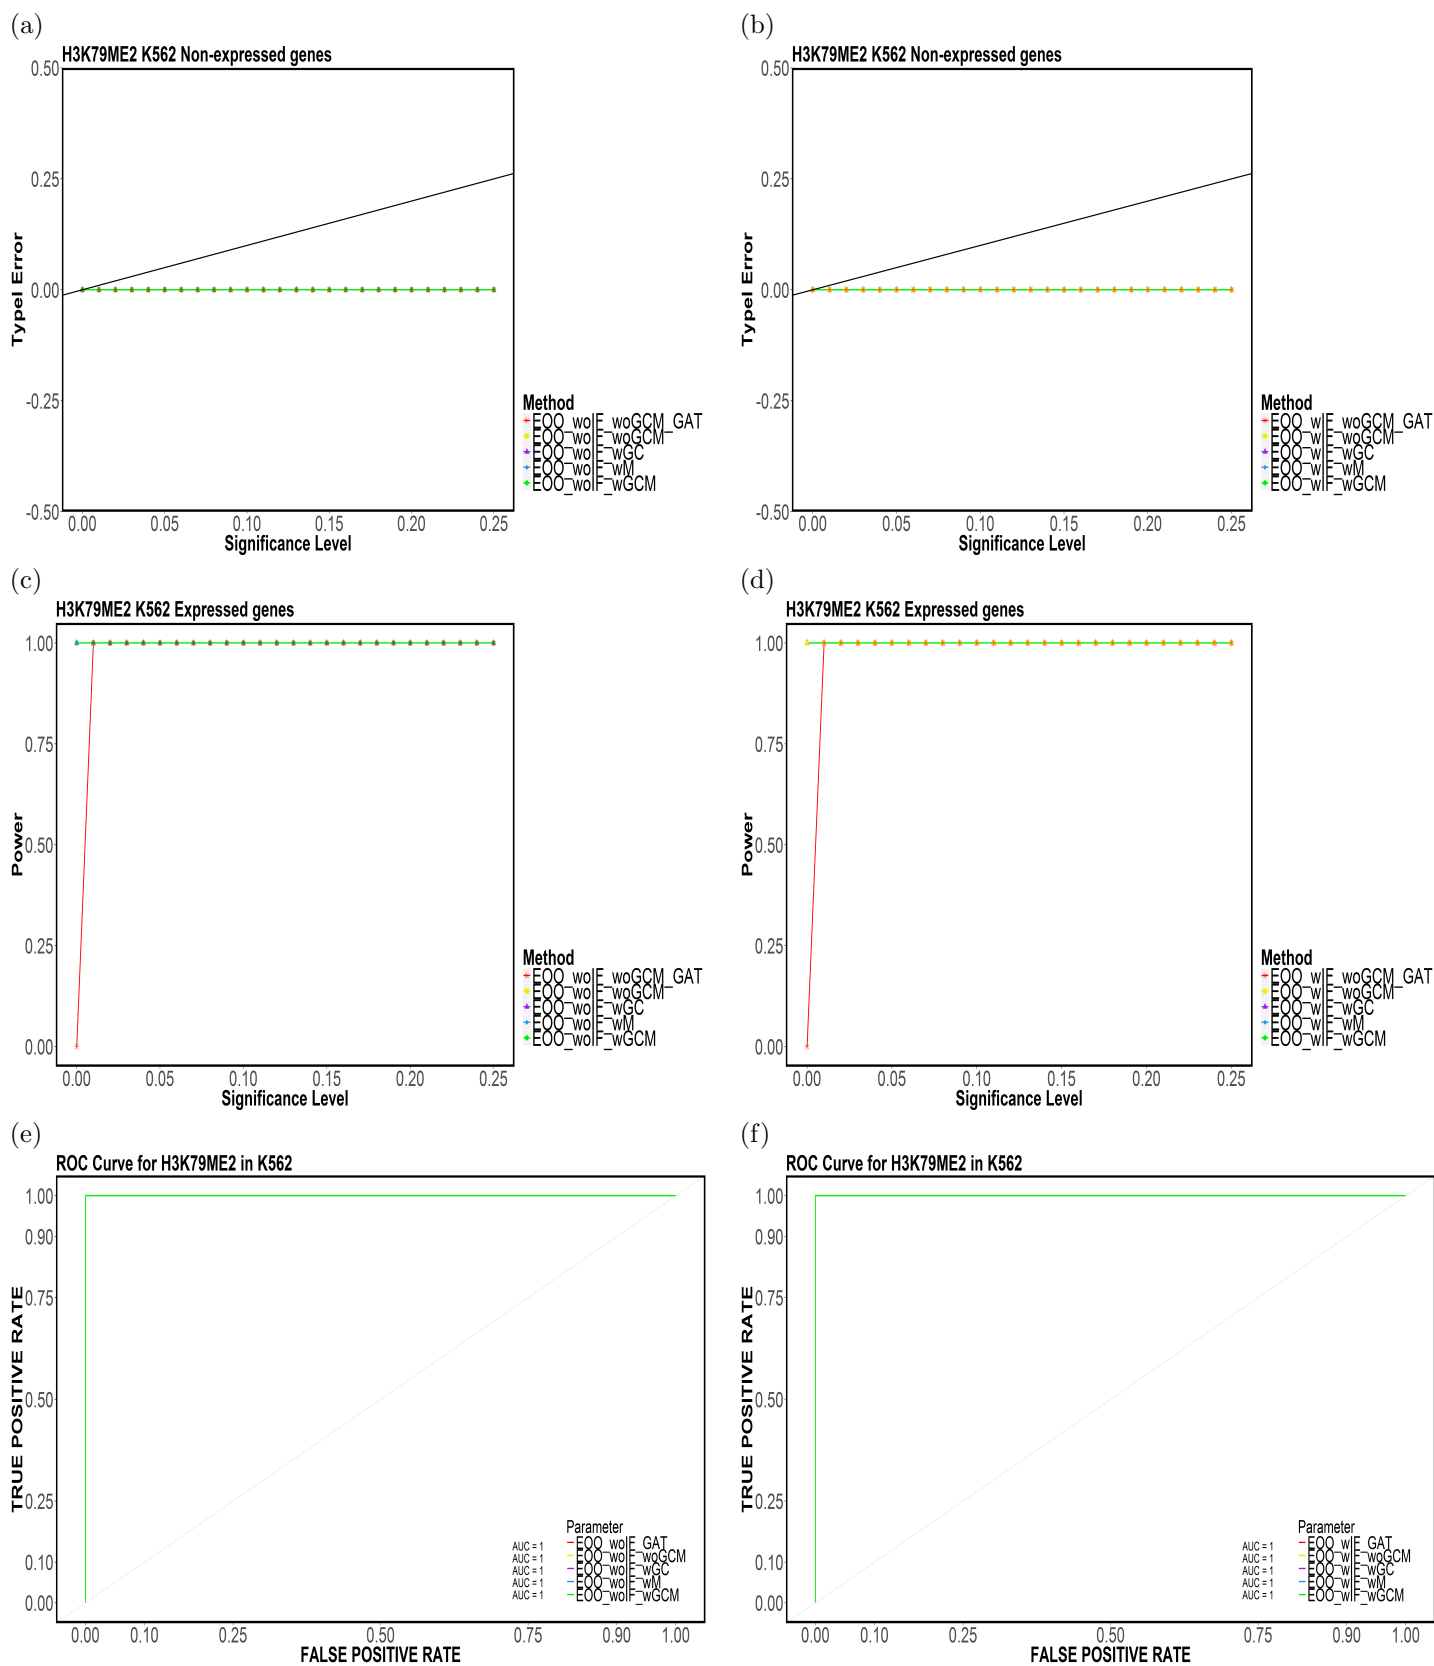 (a)
H3K79ME2 K562 Non-expressed genes
0.50
0.25
0.00
-0.25
-0.50
TypeI Error
0.00 0.05 0.10 0.15 0.20 0.25
Significance Level
Method
EOO_woIF_woGCM_GAT
EOO_woIF_woGCM
EOO_woIF_wGC
EOO_woIF_wM
EOO_woIF_wGCM
(b)
H3K79ME2 K562 Non-expressed genes
0.50
0.25
0.00
-0.25
-0.50
TypeI Error
0.00 0.05 0.10 0.15 0.20 0.25
Significance Level
Method
EOO_wIF_woGCM_GAT
EOO_wIF_woGCM
EOO_wIF_wGC
EOO_wIF_wM
EOO_wIF_wGCM
(c)
H3K79ME2 K562 Expressed genes
1.00
0.75
0.50
0.25
0.00
Power
0.00 0.05 0.10 0.15 0.20 0.25
Significance Level
Method
EOO_woIF_woGCM_GAT
EOO_woIF_woGCM
EOO_woIF_wGC
EOO_woIF_wM
EOO_woIF_wGCM
(d)
H3K79ME2 K562 Expressed genes
1.00
0.75
0.50
0.25
0.00
Power
0.00 0.05 0.10 0.15 0.20 0.25
Significance Level
Method
EOO_wIF_woGCM_GAT
EOO_wIF_woGCM
EOO_wIF_wGC
EOO_wIF_wM
EOO_wIF_wGCM
(e)
ROC Curve for H3K79ME2 in K562
1.00
0.90
0.75
0.50
0.25
0.10
0.00
TRUE POSITIVE RATE
0.00 0.10 0.25 0.50 0.75 0.90 1.00
FALSE POSITIVE RATE
Parameter
AUC = 1 EOO_woIF_GAT
AUC = 1 EOO_woIF_woGCM
AUC = 1 EOO_woIF_wGC
AUC = 1 EOO_woIF_wM
AUC = 1 EOO_woIF_wGCM
(f)
ROC Curve for H3K79ME2 in K562
1.00
0.90
0.75
0.50
0.25
0.10
0.00
TRUE POSITIVE RATE
0.00 0.10 0.25 0.50 0.75 0.90 1.00
FALSE POSITIVE RATE
Parameter
AUC = 1 EOO_wIF_GAT
AUC = 1 EOO_wIF_woGCM
AUC = 1 EOO_wIF_wGC
AUC = 1 EOO_wIF_wM
AUC = 1 EOO_wIF_wGCM